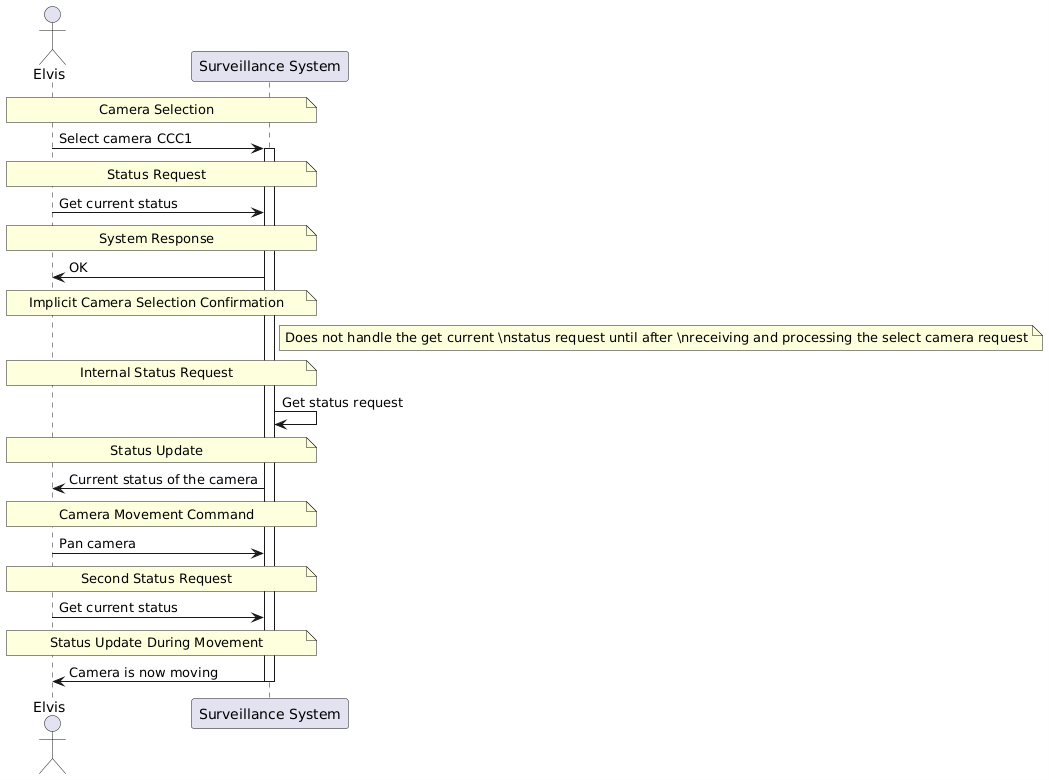 Elvis
Surveillance System
Camera Selection
Select camera CCC1
Status Request
Get current status
System Response
OK
Implicit Camera Selection Confirmation
Does not handle the get current \nstatus request until after \nreceiving and processing the select camera request
Internal Status Request
Get status request
Status Update
Current status of the camera
Camera Movement Command
Pan camera
Second Status Request
Get current status
Status Update During Movement
Camera is now moving
Elvis
Surveillance System